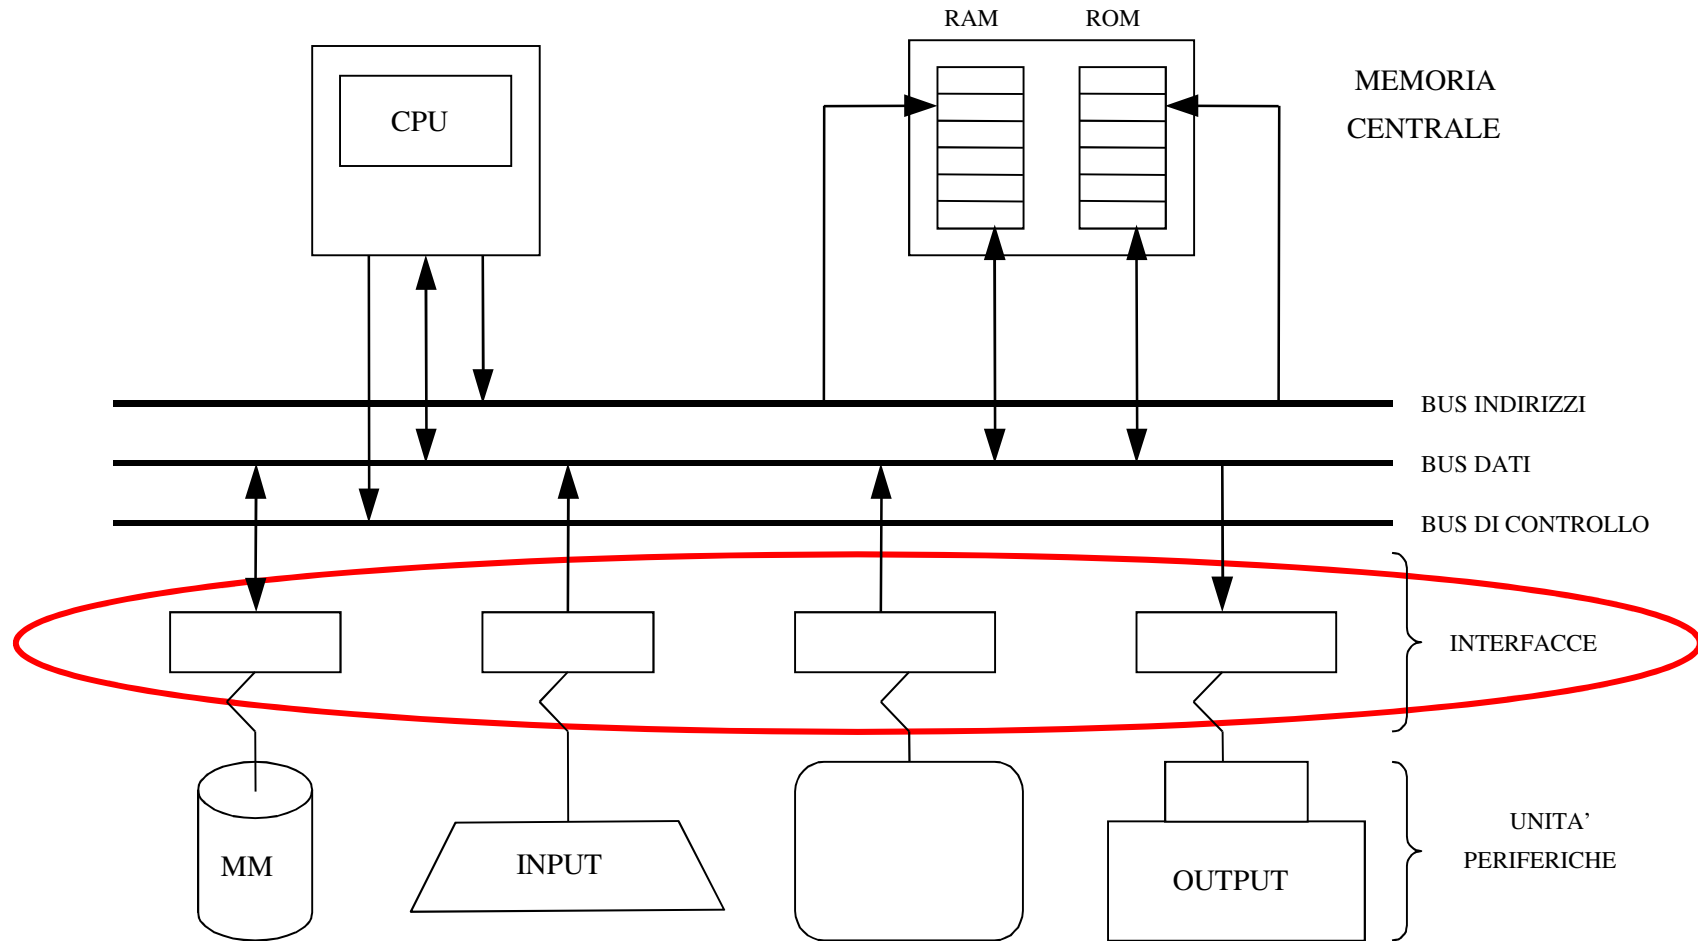 RAM
ROM
CPU
MEMORIA
CENTRALE
BUS INDIRIZZI
BUS DATI
BUS DI CONTROLLO
INTERFACCE
MM
INPUT
OUTPUT
UNITA’
PERIFERICHE